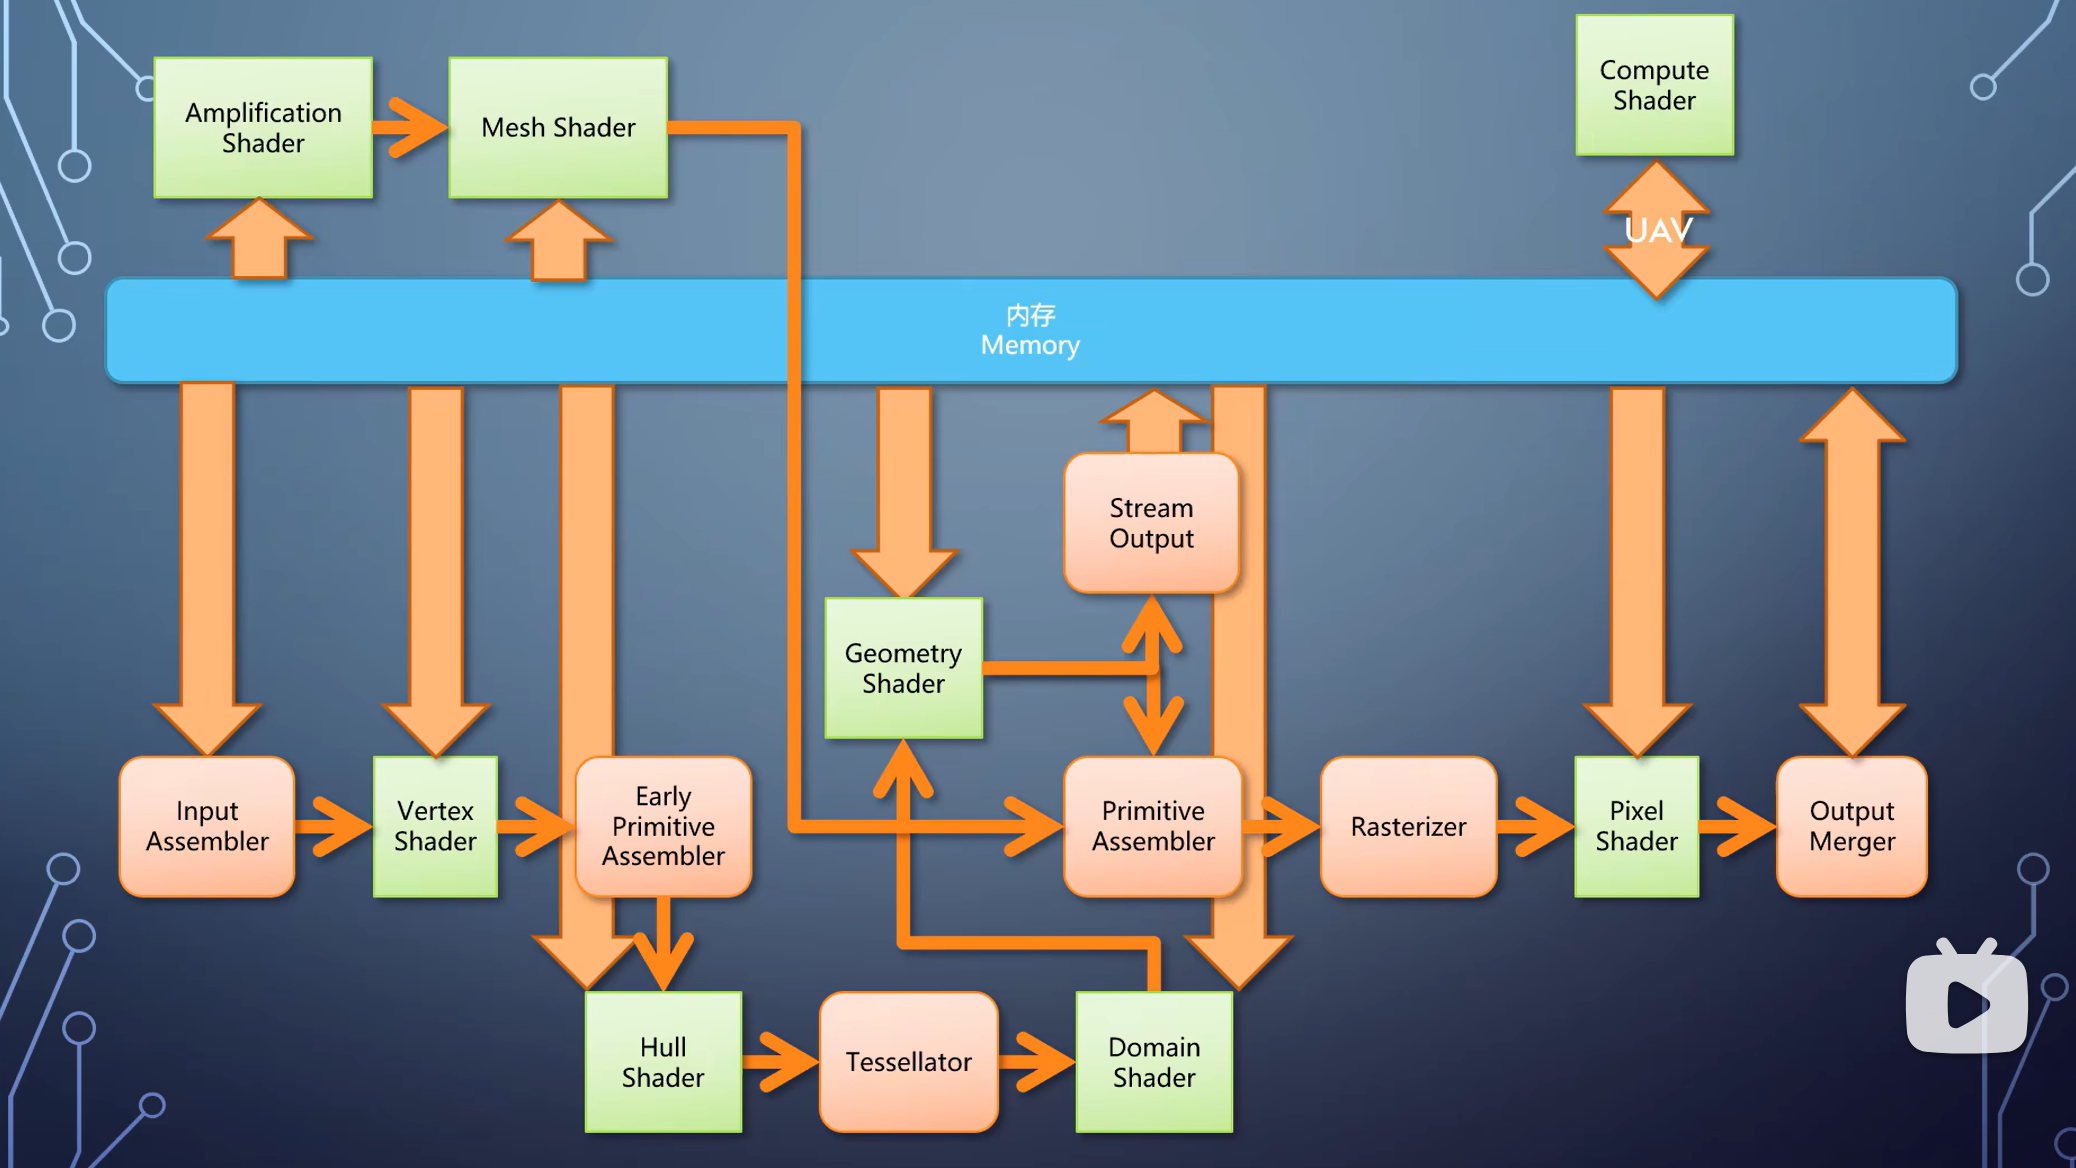 Amplification
Shader
Mesh Shader
Compute
Shader
UAV
内存
Memory
Stream
Output
Geometry
Shader
Input
Assembler
Vertex
Shader
Early
Primitive
Assembler
Primitive
Assembler
Rasterizer
Pixel
Shader
Output
Merger
Hull
Shader
Tessellator
Domain
Shader